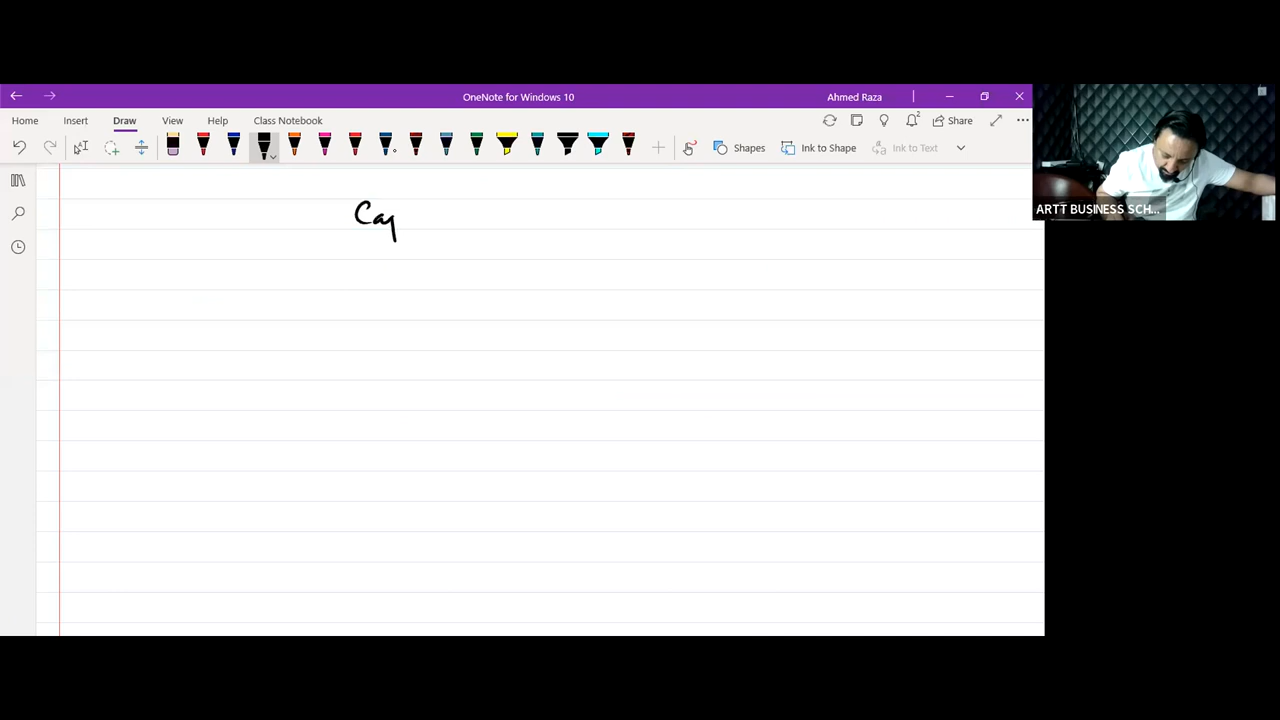 OneNote for Windows 10
Ahmed Raza
Home Insert Draw View Help Class Notebook
Share
Shapes Ink to Shape Ink to Text
ARTT BUSINESS SCH...
Cap